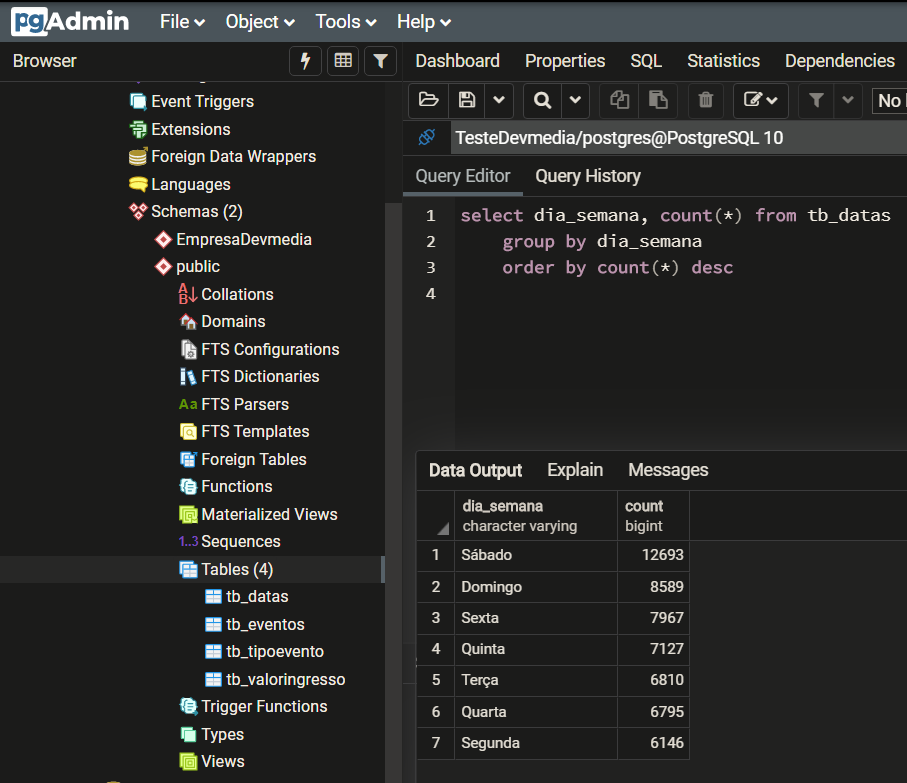 pgAdmin File Object Tools Help
Browser
Dashboard Properties SQL Statistics Dependencies
Event Triggers
Extensions
Foreign Data Wrappers
Languages
Schemas (2)
EmpresaDevmedia
public
Collations
Domains
FTS Configurations
FTS Dictionaries
Aa FTS Parsers
FTS Templates
Foreign Tables
Functions
Materialized Views
1..3 Sequences
Tables (4)
tb_datas
tb_eventos
tb_tipoevento
tb_valoringresso
Trigger Functions
Types
Views
No
TesteDevmedia/postgres@PostgreSQL 10
Query Editor Query History
1 select dia_semana, count(*) from tb_datas
2 group by dia_semana
3 order by count(*) desc
4
Data Output Explain Messages
dia_semana count
character varying bigint
1 Sábado 12693
2 Domingo 8589
3 Sexta 7967
4 Quinta 7127
5 Terça 6810
6 Quarta 6795
7 Segunda 6146